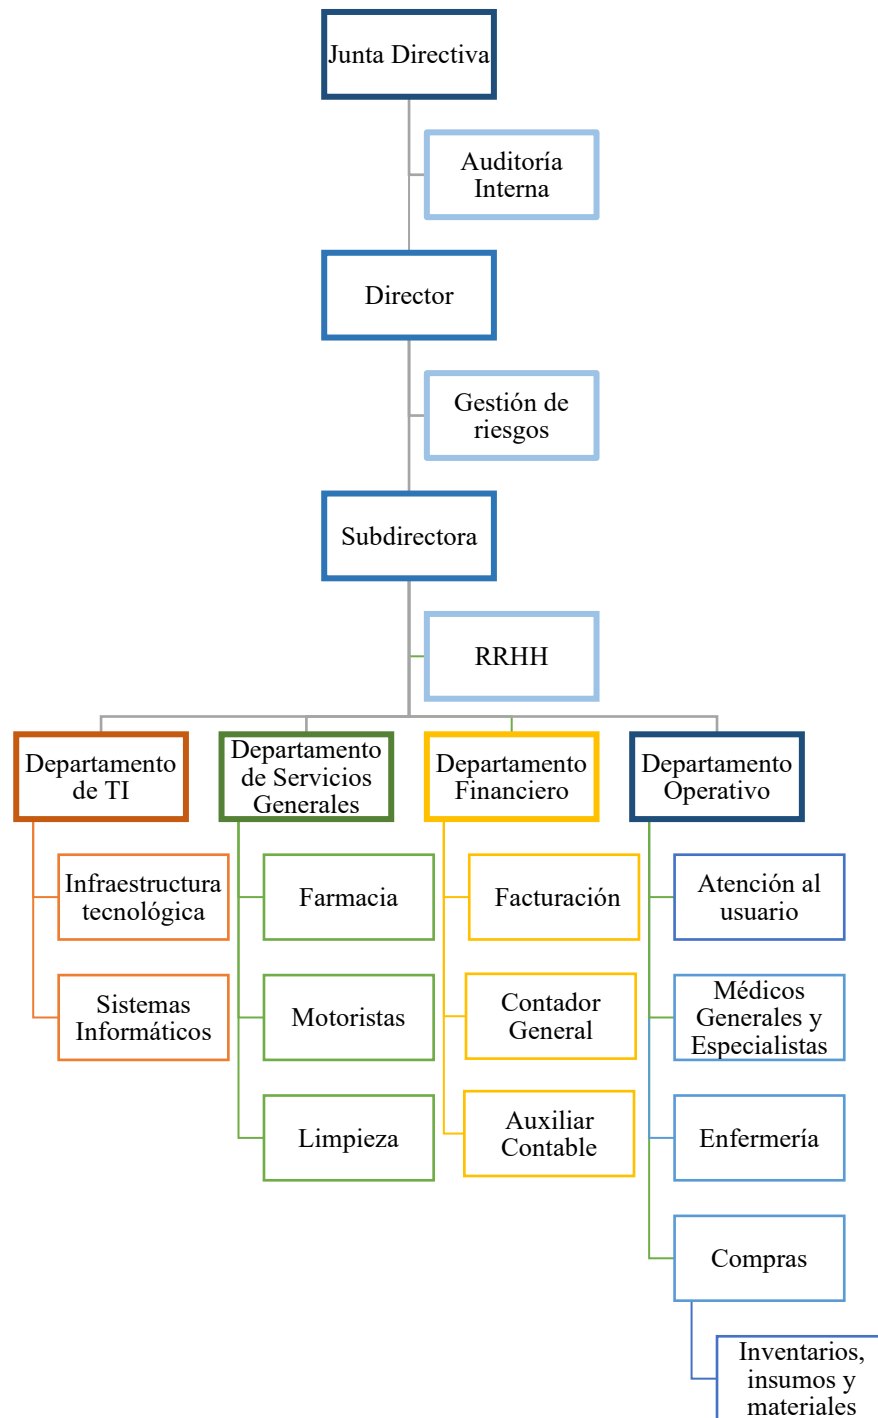 Junta Directiva
Auditoría
Interna
Director
Gestión de
riesgos
Subdirectora
RRHH
Departamento
de TI
Departamento
de Servicios
Generales
Departamento
Financiero
Departamento
Operativo
Infraestructura
tecnológica
Farmacia
Facturación
Atención al
usuario
Sistemas
Informáticos
Motoristas
Contador
General
Médicos
Generales y
Especialistas
Limpieza
Auxiliar
Contable
Enfermería
Compras
Inventarios,
insumos y
materiales